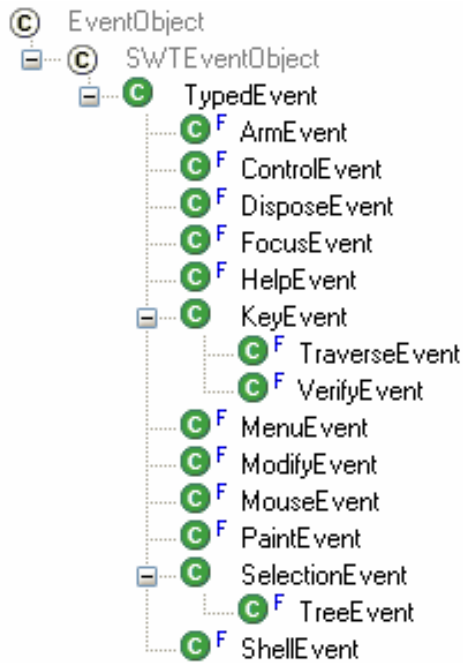 C EventObject
C SWTEventObject
C TypedEvent
C F ArmEvent
C F ControlEvent
C F DisposeEvent
C F FocusEvent
C F HelpEvent
C KeyEvent
C F TraverseEvent
C F VerifyEvent
C F MenuEvent
C F ModifyEvent
C F MouseEvent
C F PaintEvent
C SelectionEvent
C F TreeEvent
C F ShellEvent